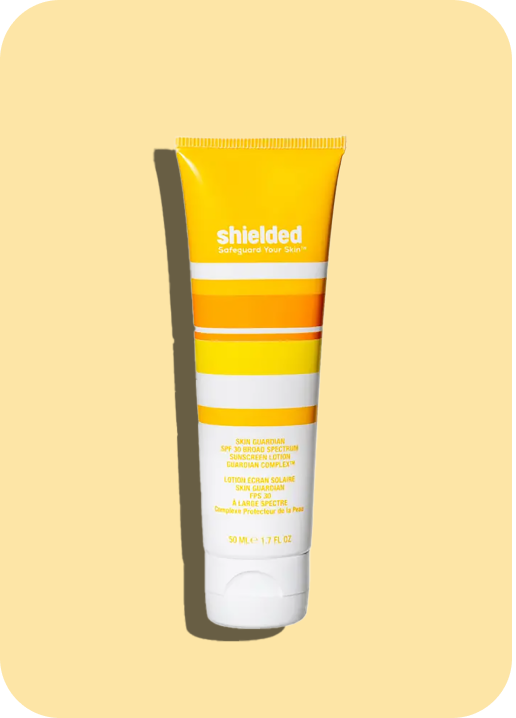 shielded
Safeguard Your Skin™
SKIN GUARDIAN
SPF 30 BROAD SPECTRUM
SUNSCREEN LOTION
GUARDIAN COMPLEX™
LOTION ÉCRAN SOLAIRE
SKIN GUARDIAN
FPS 30
À LARGE SPECTRE
Complexe Protecteur de la Peau
50 ML e 1.7 FL OZ